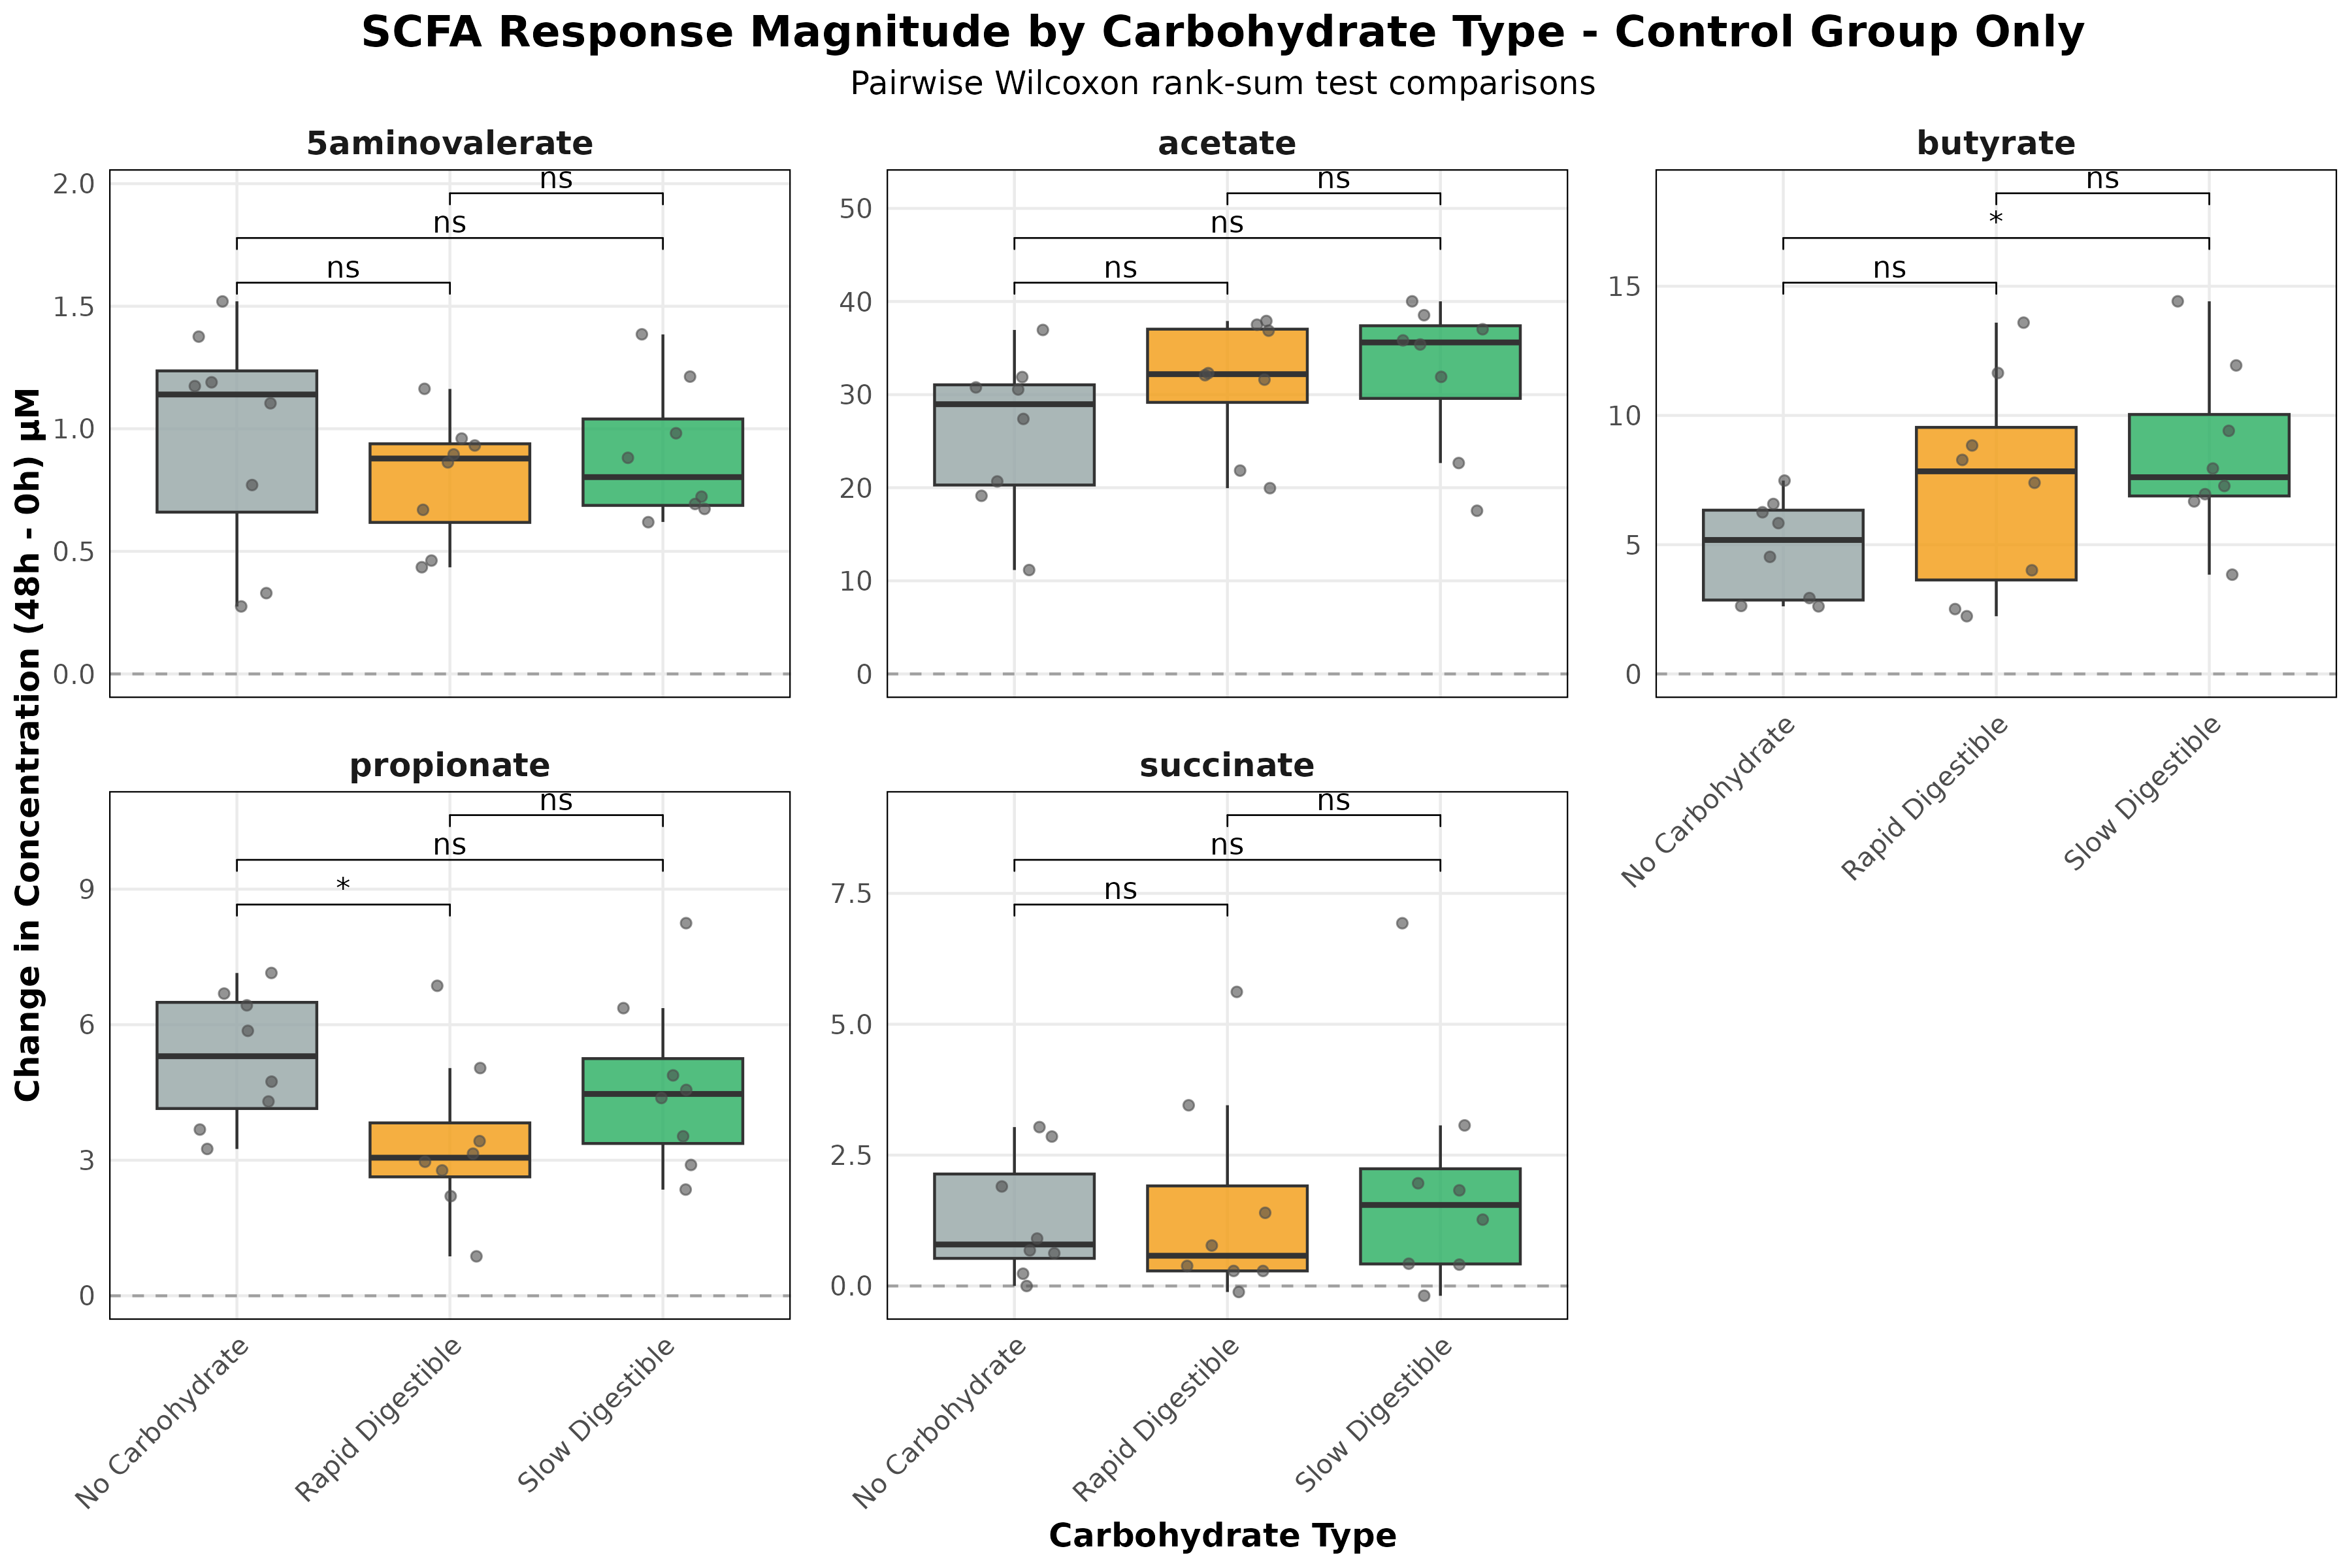 SCFA Response Magnitude by Carbohydrate Type - Control Group Only
Pairwise Wilcoxon rank-sum test comparisons
Change in Concentration (48h - 0h) µM
5aminovalerate
2.0
1.5
1.0
0.5
0.0
ns
ns
ns
acetate
50
40
30
20
10
0
ns
ns
ns
butyrate
15
10
5
0
ns
*
ns
No Carbohydrate
Rapid Digestible
Slow Digestible
propionate
9
6
3
0
ns
ns
*
No Carbohydrate
Rapid Digestible
Slow Digestible
succinate
7.5
5.0
2.5
0.0
ns
ns
ns
No Carbohydrate
Rapid Digestible
Slow Digestible
Carbohydrate Type